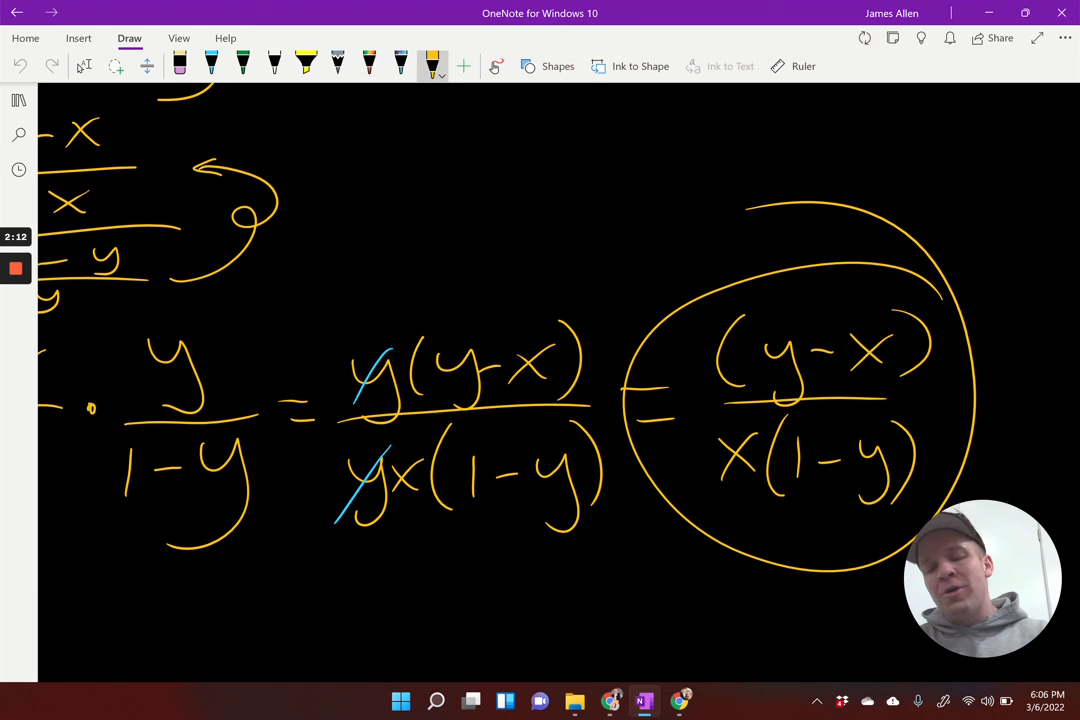 OneNote for Windows 10
James Allen
Home Insert Draw View Help
Share
Shapes Ink to Shape Ink to Text Ruler
- x
x
2:12
- y
y
· y/(1 - y) = y(y - x)/(yx(1 - y)) = (y - x)/(x(1 - y))
6:06 PM
3/6/2022